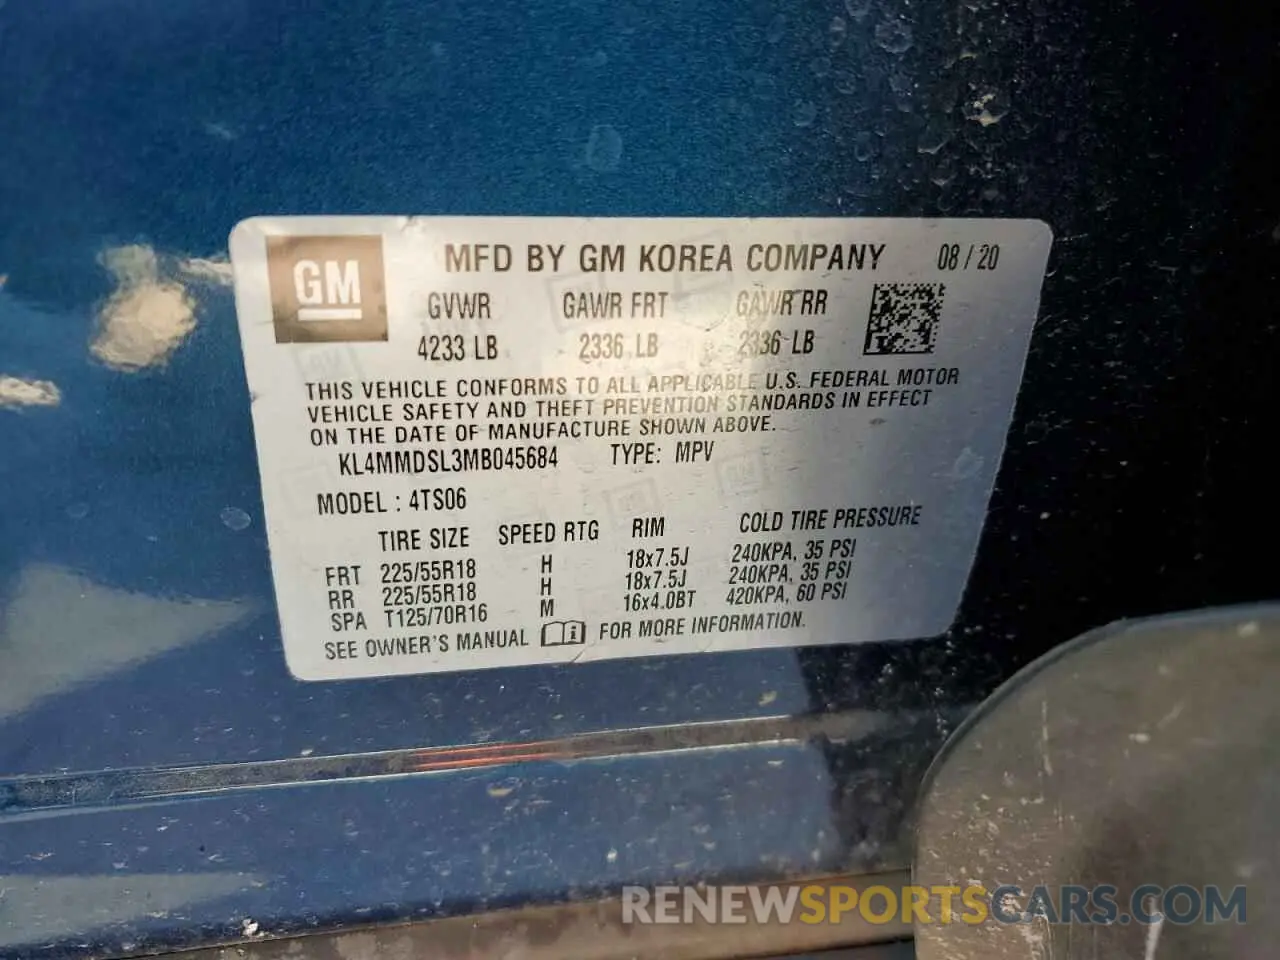 GM
MFD BY GM KOREA COMPANY 08 / 20
GVWR GAWR FRT GAWR RR
4233 LB 2336 LB 2336 LB
THIS VEHICLE CONFORMS TO ALL APPLICABLE U.S. FEDERAL MOTOR
VEHICLE SAFETY AND THEFT PREVENTION STANDARDS IN EFFECT
ON THE DATE OF MANUFACTURE SHOWN ABOVE.
KL4MMDSL3MB045684 TYPE: MPV
MODEL : 4TS06
TIRE SIZE SPEED RTG RIM COLD TIRE PRESSURE
FRT 225/55R18 H 18x7.5J 240KPA, 35 PSI
RR 225/55R18 H 18x7.5J 240KPA, 35 PSI
SPA T125/70R16 M 16x4.0BT 420KPA, 60 PSI
SEE OWNER'S MANUAL FOR MORE INFORMATION.
RENEWSPORTSCARS.COM